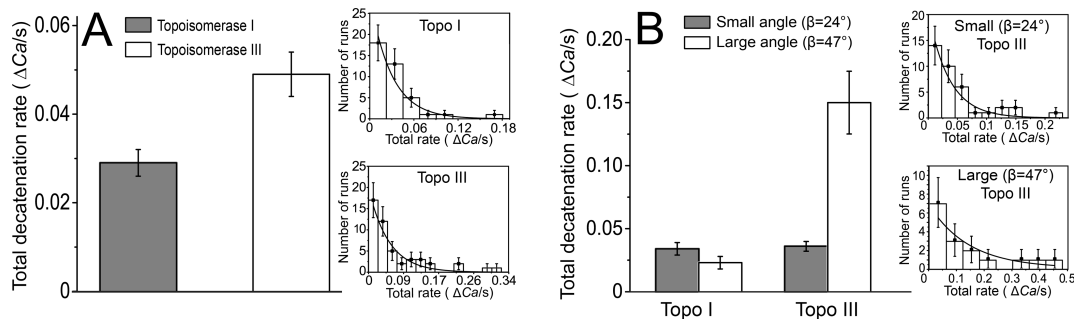 A
Total decatenation rate ( ΔCa/s)
0.06
0.04
0.02
0
Topoisomerase I
Topoisomerase III
Topo I
Number of runs
25
20
15
10
5
0
0 0.06 0.12 0.18
Total rate ( ΔCa/s)
Topo III
Number of runs
25
20
15
10
5
0
0 0.09 0.17 0.26 0.34
Total rate ( ΔCa/s)
B
Total decatenation rate (ΔCa/s)
0.20
0.15
0.10
0.05
0
Small angle (β=24°)
Large angle (β=47°)
Topo I Topo III
Small (β=24°)
Topo III
Number of runs
20
15
10
5
0
0 0.05 0.1 0.15 0.2
Total rate ( ΔCa/s)
Large (β=47°)
Topo III
Number of runs
10
8
6
4
2
0
0 0.1 0.2 0.3 0.4 0.5
Total rate (ΔCa/s)